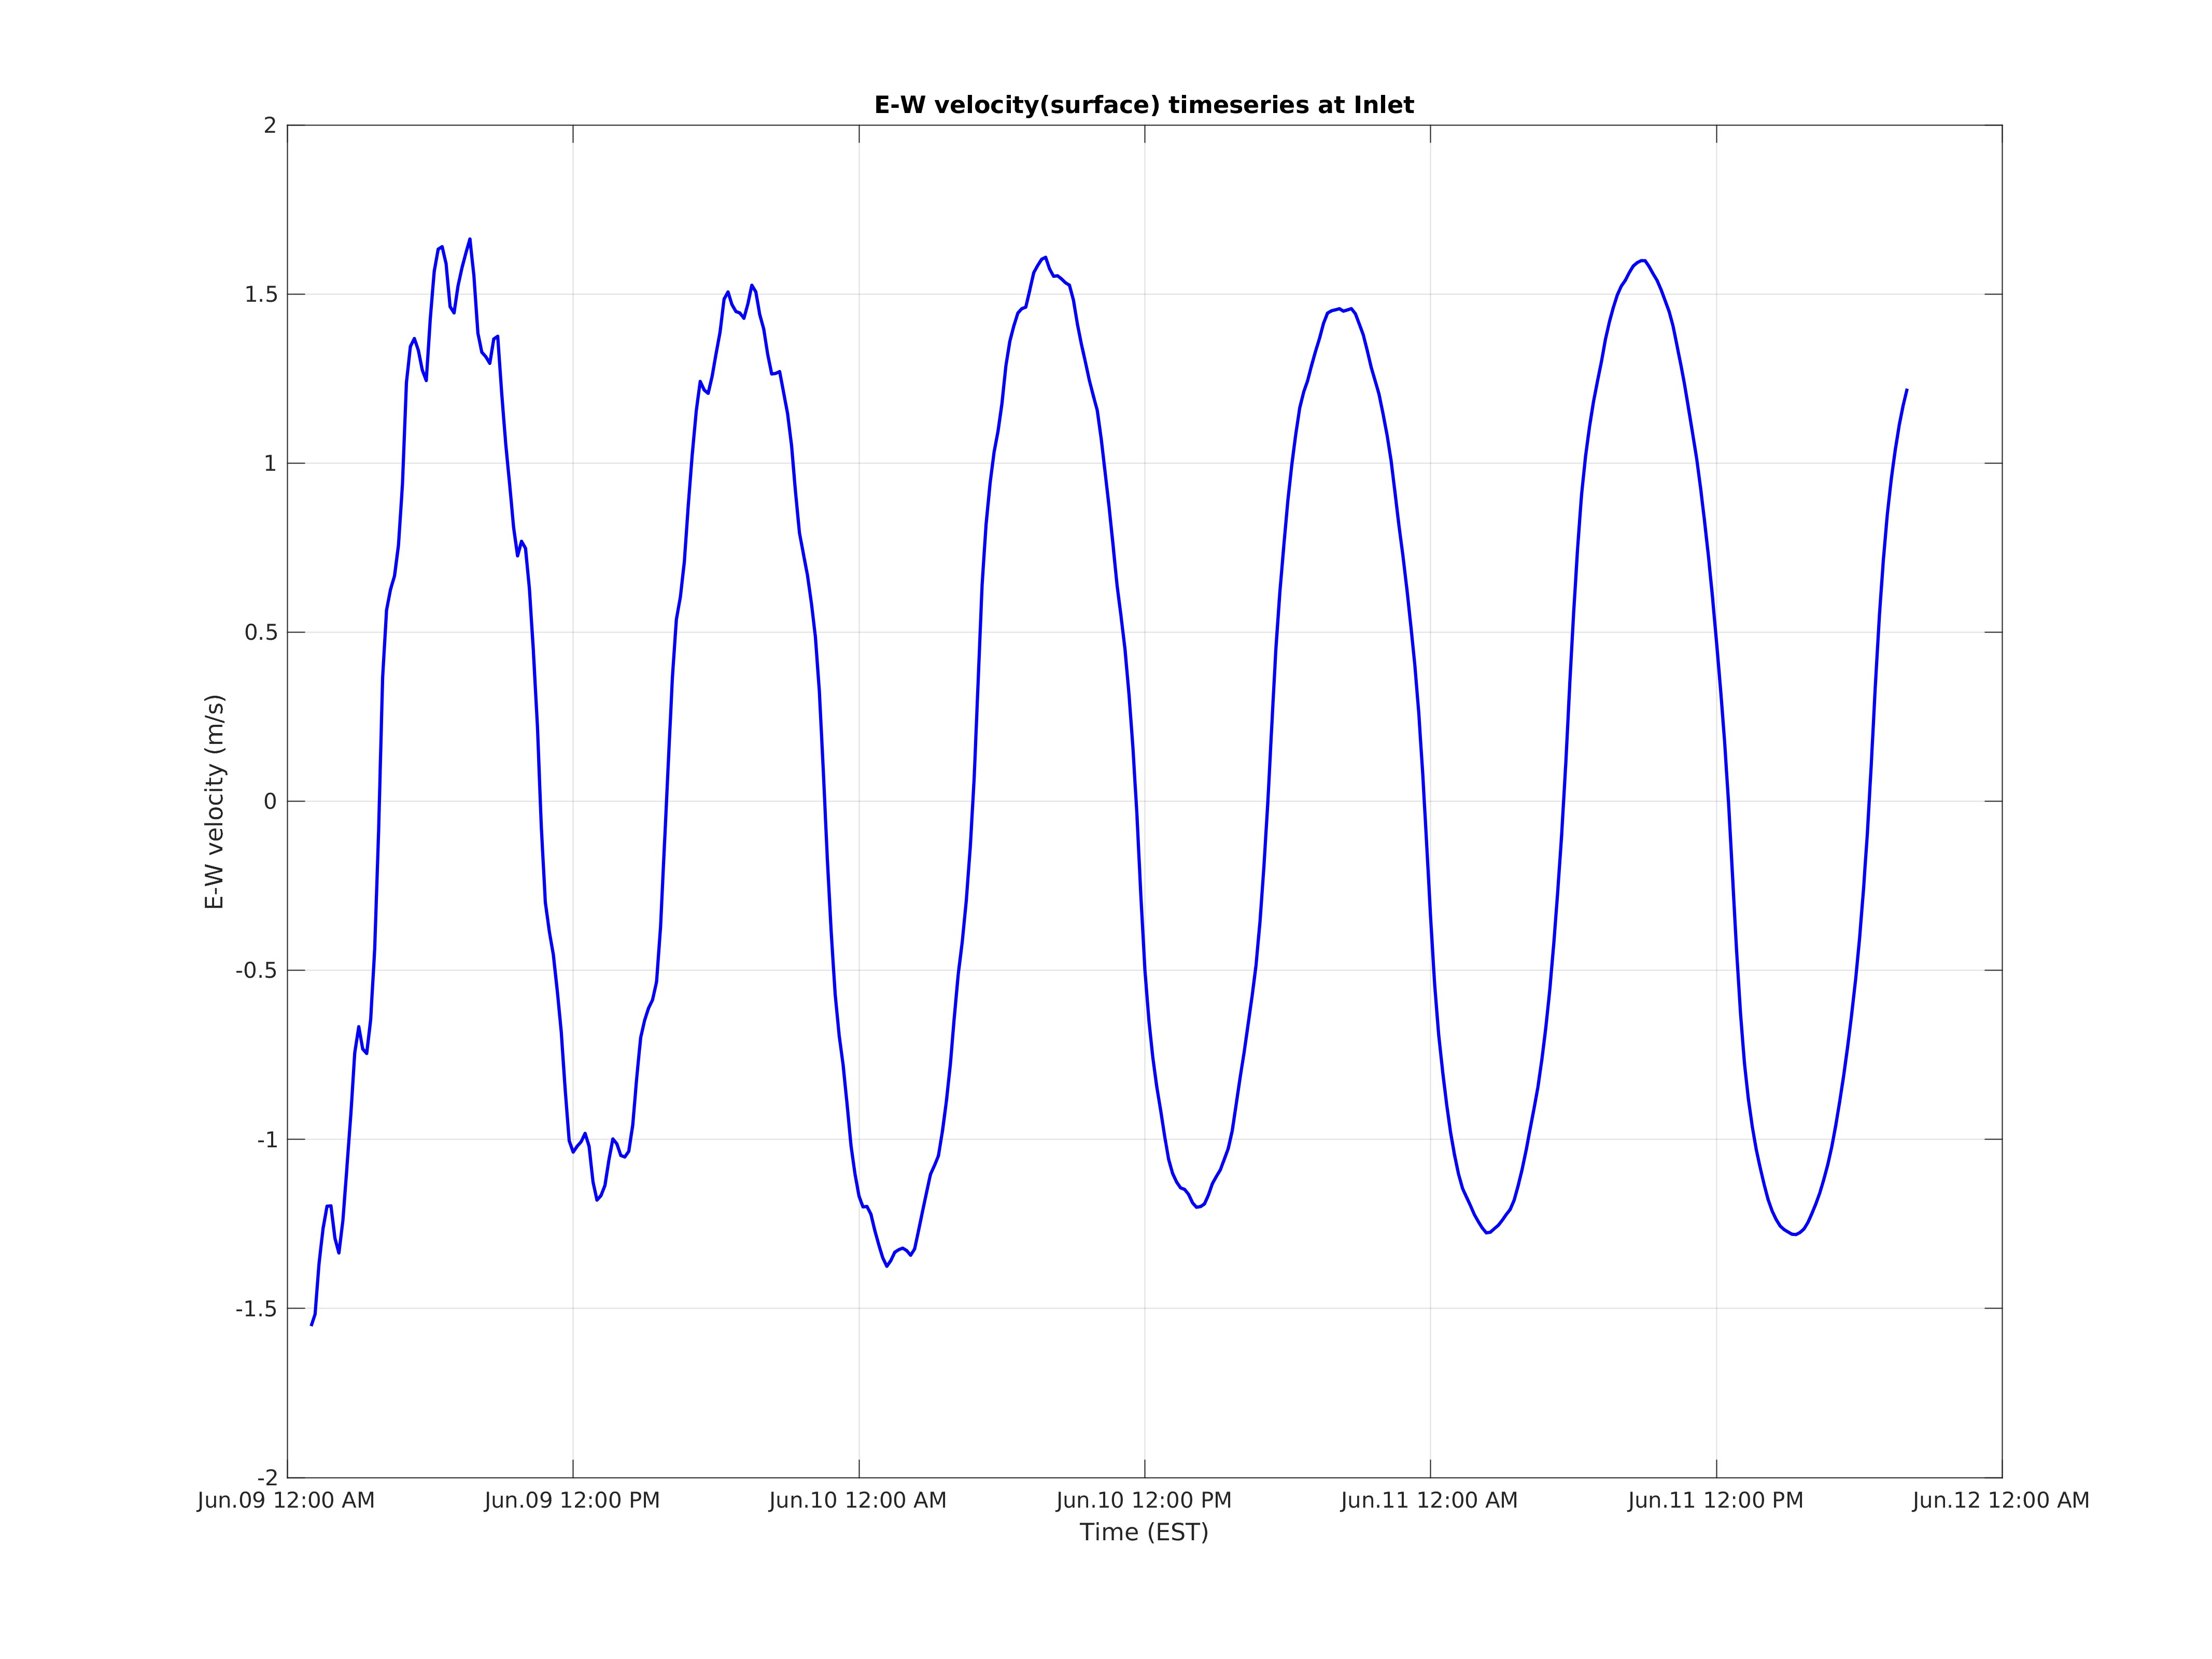 E-W velocity(surface) timeseries at Inlet
2
1.5
1
0.5
0
-0.5
-1
-1.5
-2
E-W velocity (m/s)
Jun.09 12:00 AM Jun.09 12:00 PM Jun.10 12:00 AM Jun.10 12:00 PM Jun.11 12:00 AM Jun.11 12:00 PM Jun.12 12:00 AM
Time (EST)